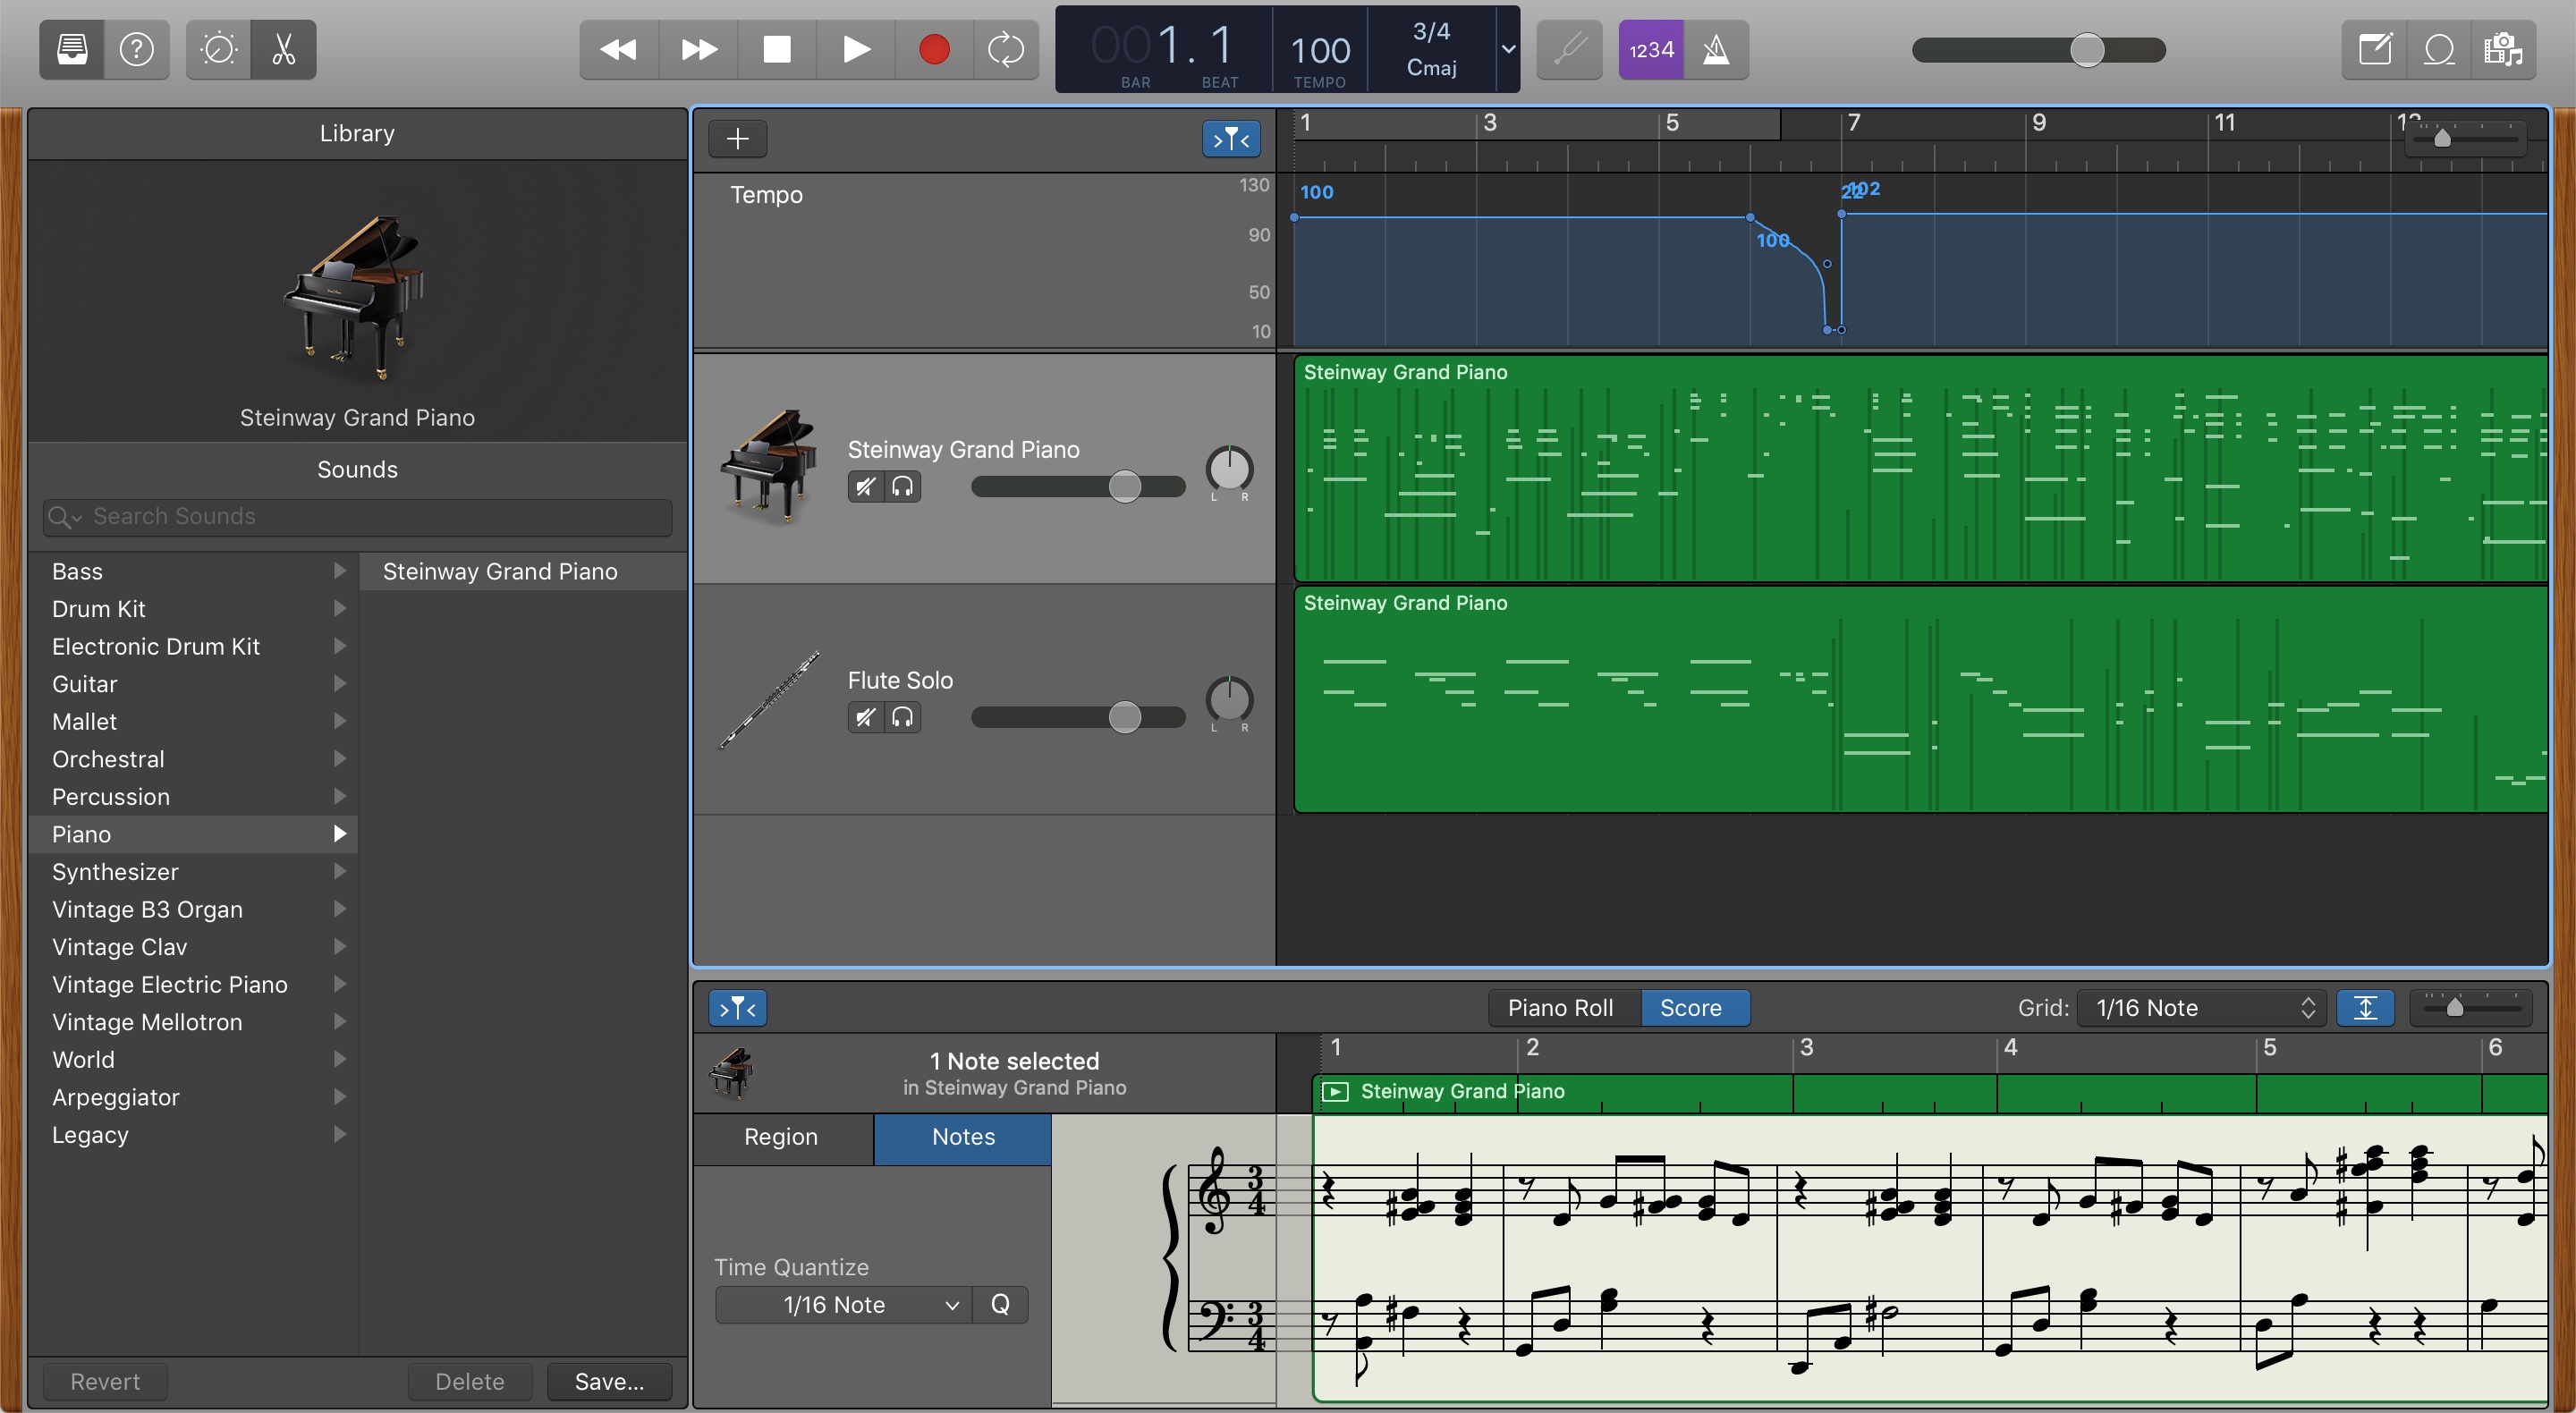 001. 1
BAR
BEAT
100
TEMPO
3/4
Cmaj
1234
Library
Steinway Grand Piano
Sounds
Search Sounds
Bass
Drum Kit
Electronic Drum Kit
Guitar
Mallet
Orchestral
Percussion
Piano
Synthesizer
Vintage B3 Organ
Vintage Clav
Vintage Electric Piano
Vintage Mellotron
World
Arpeggiator
Legacy
Steinway Grand Piano
Revert
Delete
Save...
1 3 5 7 9 11
Tempo
130
90
50
10
100
100
22
102
Steinway Grand Piano
L R
Steinway Grand Piano
Flute Solo
L R
Steinway Grand Piano
Piano Roll
Score
Grid: 1/16 Note
1 Note selected
in Steinway Grand Piano
1 2 3 4 5 6
Steinway Grand Piano
Region
Notes
Time Quantize
1/16 Note
Q
3
4
3
4